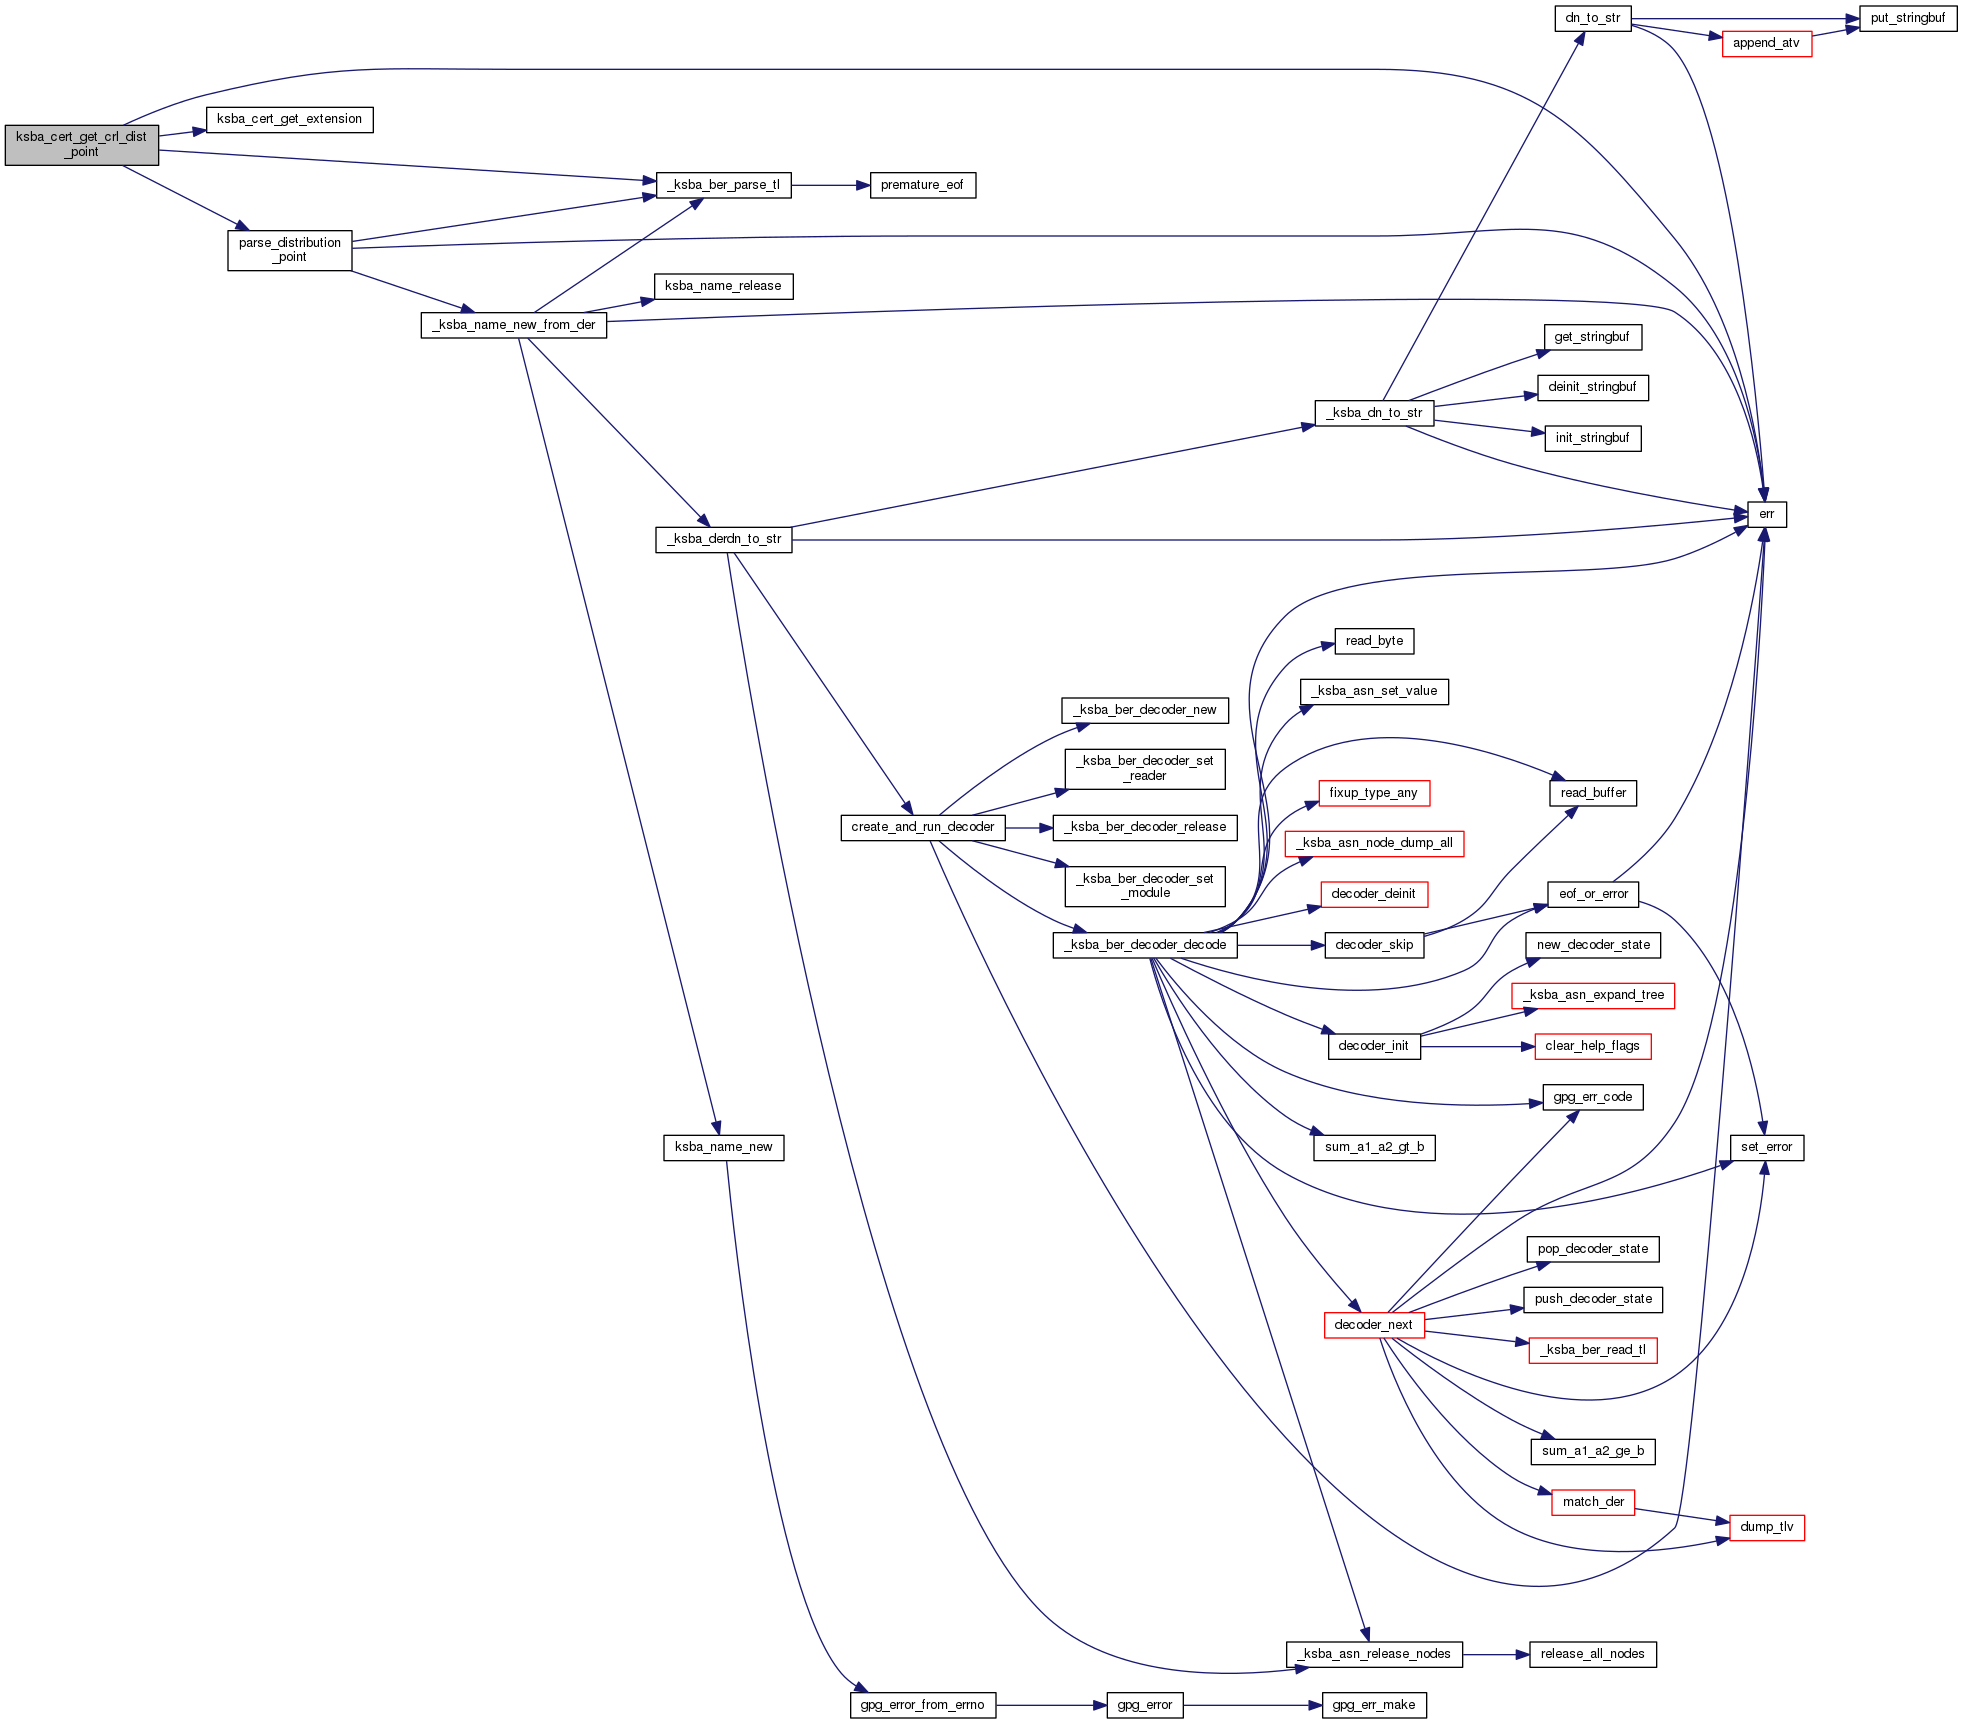 dn_to_str
put_stringbuf
append_atv
ksba_cert_get_extension
ksba_cert_get_crl_dist
_point
_ksba_ber_parse_tl
premature_eof
parse_distribution
_point
ksba_name_release
_ksba_name_new_from_der
get_stringbuf
deinit_stringbuf
_ksba_dn_to_str
init_stringbuf
err
_ksba_derdn_to_str
read_byte
_ksba_asn_set_value
_ksba_ber_decoder_new
_ksba_ber_decoder_set
_reader
read_buffer
fixup_type_any
create_and_run_decoder
_ksba_ber_decoder_release
_ksba_asn_node_dump_all
_ksba_ber_decoder_set
_module
decoder_deinit
eof_or_error
_ksba_ber_decoder_decode
decoder_skip
new_decoder_state
_ksba_asn_expand_tree
decoder_init
clear_help_flags
gpg_err_code
ksba_name_new
sum_a1_a2_gt_b
set_error
pop_decoder_state
push_decoder_state
decoder_next
_ksba_ber_read_tl
sum_a1_a2_ge_b
match_der
dump_tlv
_ksba_asn_release_nodes
release_all_nodes
gpg_error_from_errno
gpg_error
gpg_err_make